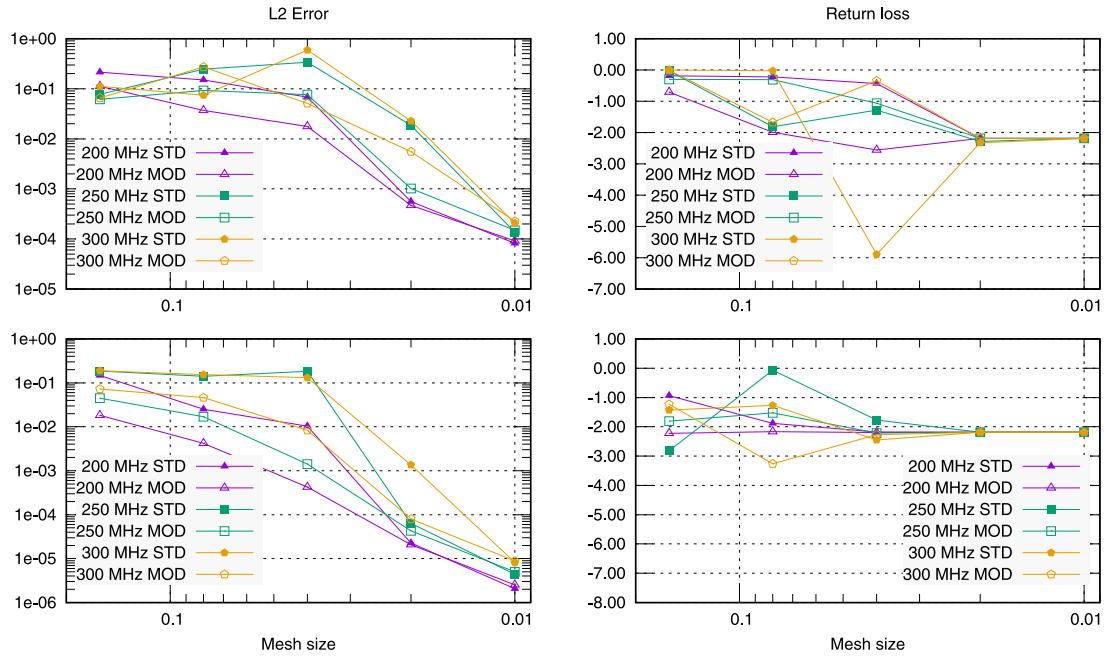 L2 Error
1e+00
1e-01
1e-02
1e-03
1e-04
1e-05
200 MHz STD
200 MHz MOD
250 MHz STD
250 MHz MOD
300 MHz STD
300 MHz MOD
0.1
0.01
Return loss
1.00
0.00
-1.00
-2.00
-3.00
-4.00
-5.00
-6.00
-7.00
200 MHz STD
200 MHz MOD
250 MHz STD
250 MHz MOD
300 MHz STD
300 MHz MOD
0.1
0.01
1e+00
1e-01
1e-02
1e-03
1e-04
1e-05
1e-06
200 MHz STD
200 MHz MOD
250 MHz STD
250 MHz MOD
300 MHz STD
300 MHz MOD
0.1
0.01
Mesh size
1.00
0.00
-1.00
-2.00
-3.00
-4.00
-5.00
-6.00
-7.00
-8.00
200 MHz STD
200 MHz MOD
250 MHz STD
250 MHz MOD
300 MHz STD
300 MHz MOD
0.1
0.01
Mesh size